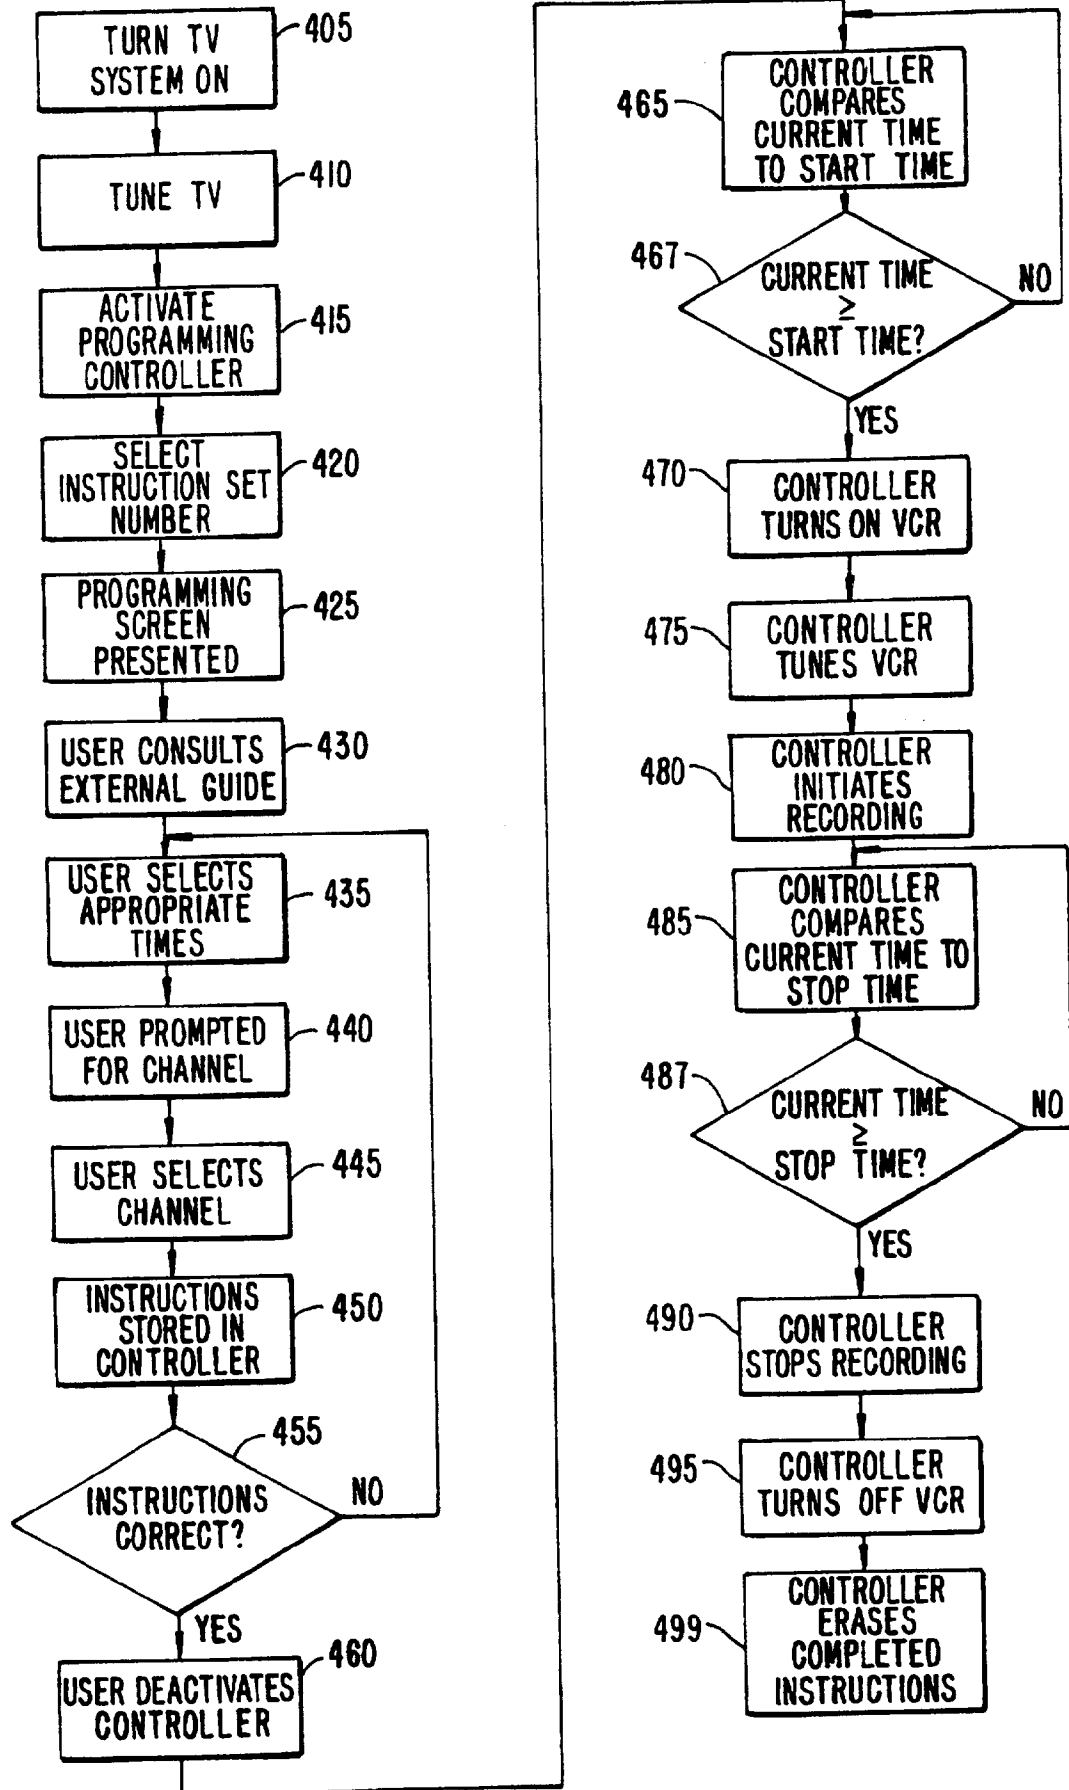 TURN TV
SYSTEM ON
405
TUNE TV
410
ACTIVATE
PROGRAMMING
CONTROLLER
415
SELECT
INSTRUCTION SET
NUMBER
420
PROGRAMMING
SCREEN
PRESENTED
425
USER CONSULTS
EXTERNAL GUIDE
430
USER SELECTS
APPROPRIATE
TIMES
435
USER PROMPTED
FOR CHANNEL
440
USER SELECTS
CHANNEL
445
INSTRUCTIONS
STORED IN
CONTROLLER
450
INSTRUCTIONS
CORRECT?
455
NO
YES
USER DEACTIVATES
CONTROLLER
460
CONTROLLER
COMPARES
CURRENT TIME
TO START TIME
465
CURRENT TIME
≥
START TIME?
467
NO
YES
CONTROLLER
TURNS ON VCR
470
CONTROLLER
TUNES VCR
475
CONTROLLER
INITIATES
RECORDING
480
CONTROLLER
COMPARES
CURRENT TIME TO
STOP TIME
485
CURRENT TIME
≥
STOP TIME?
487
NO
YES
CONTROLLER
STOPS RECORDING
490
CONTROLLER
TURNS OFF VCR
495
CONTROLLER
ERASES
COMPLETED
INSTRUCTIONS
499